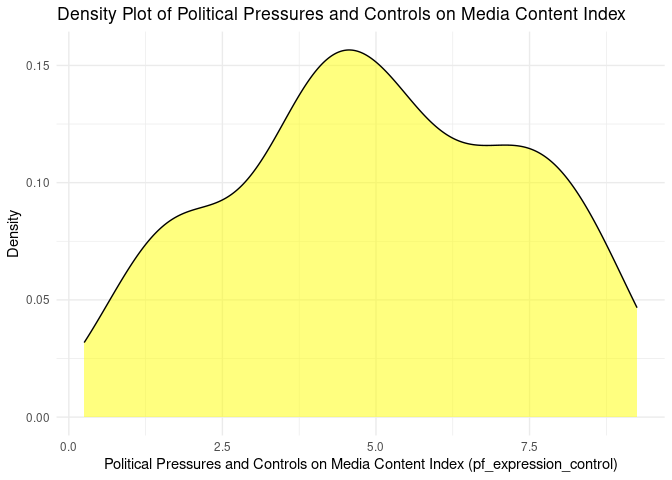 Density Plot of Political Pressures and Controls on Media Content Index
0.15
0.10
0.05
0.00
Density
0.0 2.5 5.0 7.5
Political Pressures and Controls on Media Content Index (pf_expression_control)